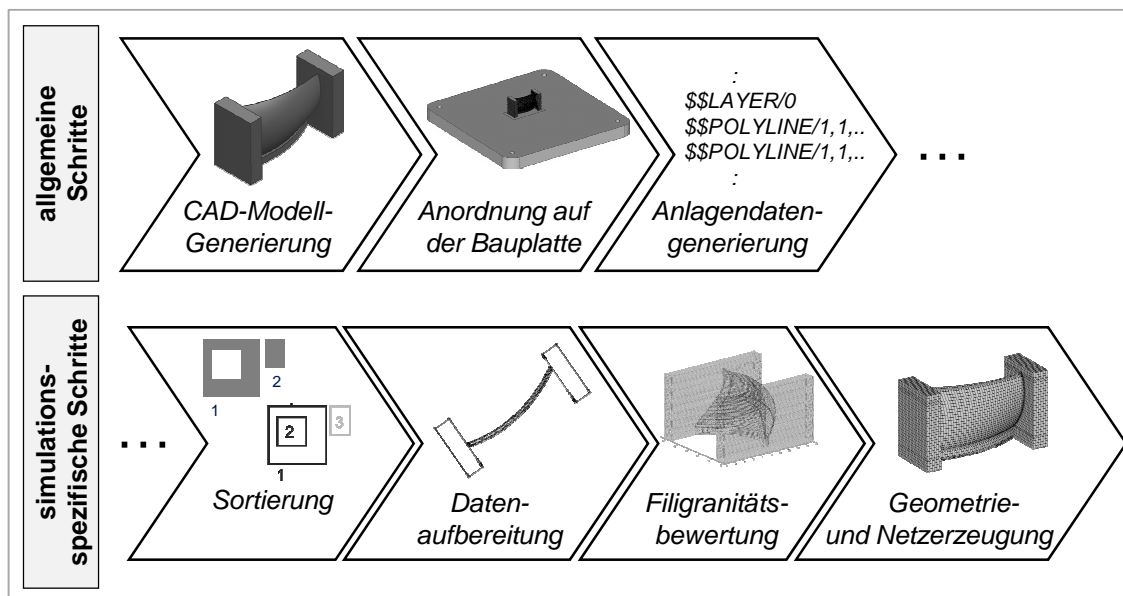 allgemeine
Schritte
CAD-Modell-
Generierung
Anordnung auf
der Bauplatte
:
$$LAYER/0
$$POLYLINE/1,1,..
$$POLYLINE/1,1,..
:
Anlagendaten-
generierung
...
simulations-
spezifische Schritte
...
1
2
1
2
3
Sortierung
Daten-
aufbereitung
Filigranitäts-
bewertung
Geometrie-
und Netzerzeugung